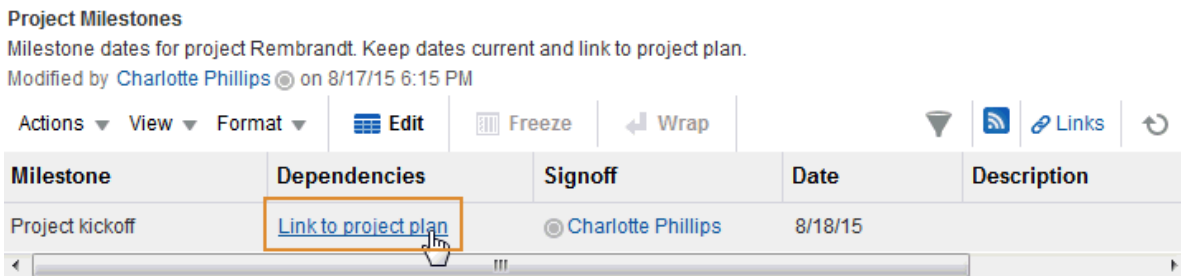 Project Milestones
Milestone dates for project Rembrandt. Keep dates current and link to project plan.
Modified by Charlotte Phillips on 8/17/15 6:15 PM
Actions View Format Edit Freeze Wrap Links
Milestone Dependencies Signoff Date Description
Project kickoff Link to project plan Charlotte Phillips 8/18/15